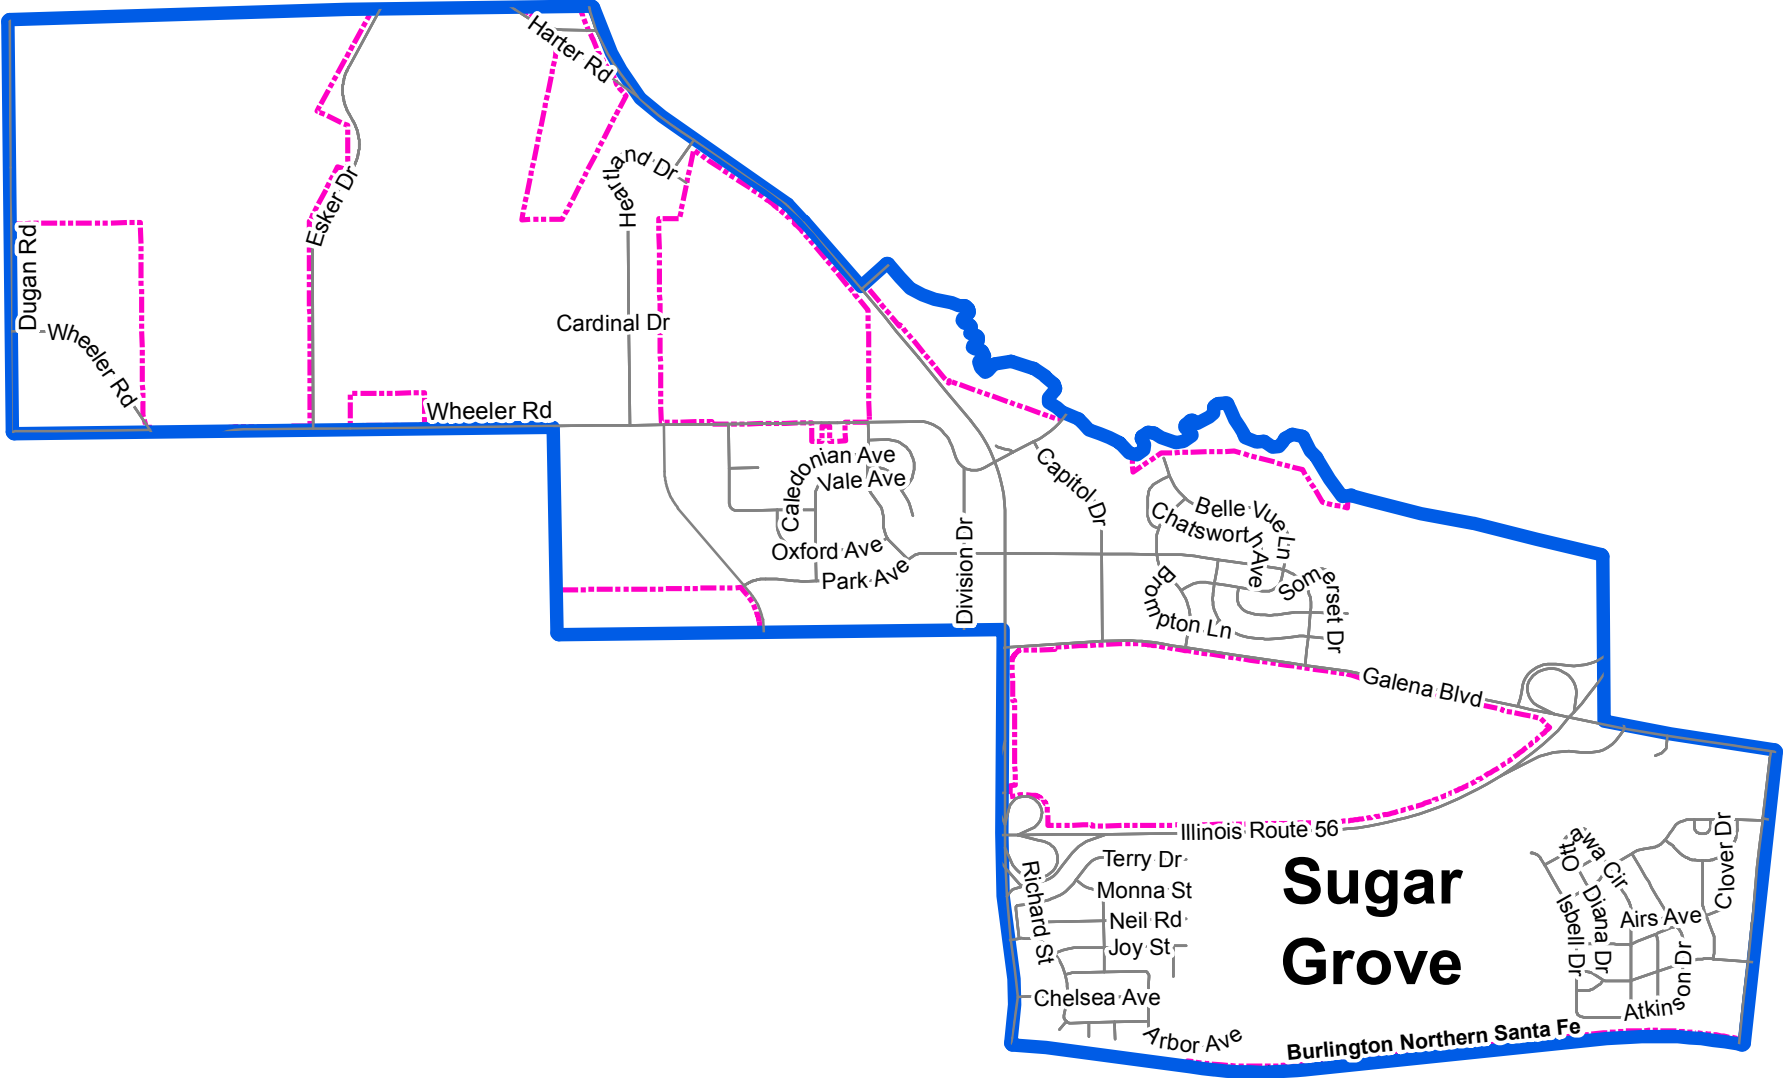 Harter Rd
Heartland Dr
Esker Dr
Dugan Rd
Wheeler Rd
Cardinal Dr
Wheeler Rd
Caledonian Ave
Vale Ave
Capitol Dr
Belle Vue Ln
Chatsworth Ave
Oxford Ave
Park Ave
Division Dr
Somerset Dr
Brompton Ln
Galena Blvd
Illinois Route 56
Terry Dr
Monna St
Richard St
Neil Rd
Joy St
Chelsea Ave
Arbor Ave
Sugar
Grove
Ottawa Cir
Clover Dr
Isbell Dr
Diana Dr
Airs Ave
Atkinson Dr
Burlington Northern Santa Fe